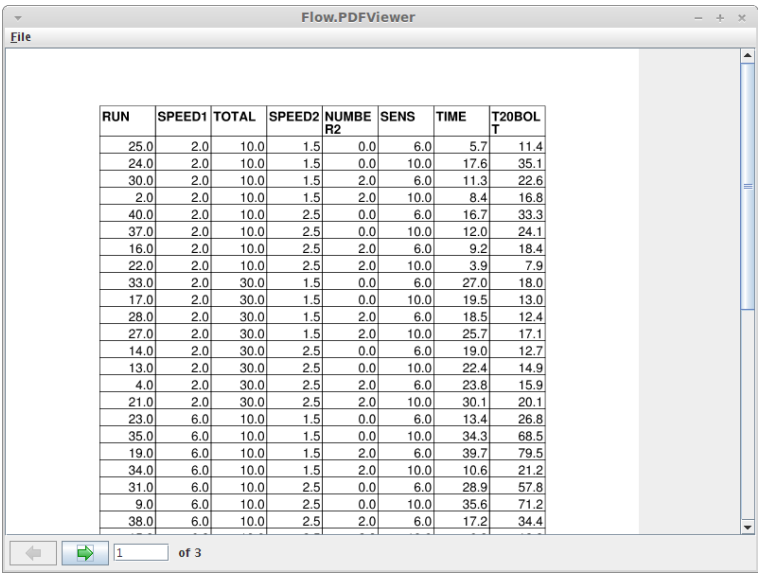 Flow.PDFViewer
File
RUN SPEED1 TOTAL SPEED2 NUMBE SENS TIME T20BOL
R2 T
25.0 2.0 10.0 1.5 0.0 6.0 5.7 11.4
24.0 2.0 10.0 1.5 0.0 10.0 17.6 35.1
30.0 2.0 10.0 1.5 2.0 6.0 11.3 22.6
2.0 2.0 10.0 1.5 2.0 10.0 8.4 16.8
40.0 2.0 10.0 2.5 0.0 6.0 16.7 33.3
37.0 2.0 10.0 2.5 0.0 10.0 12.0 24.1
16.0 2.0 10.0 2.5 2.0 6.0 9.2 18.4
22.0 2.0 10.0 2.5 2.0 10.0 3.9 7.9
33.0 2.0 30.0 1.5 0.0 6.0 27.0 18.0
17.0 2.0 30.0 1.5 0.0 10.0 19.5 13.0
28.0 2.0 30.0 1.5 2.0 6.0 18.5 12.4
27.0 2.0 30.0 1.5 2.0 10.0 25.7 17.1
14.0 2.0 30.0 2.5 0.0 6.0 19.0 12.7
13.0 2.0 30.0 2.5 0.0 10.0 22.4 14.9
4.0 2.0 30.0 2.5 2.0 6.0 23.8 15.9
21.0 2.0 30.0 2.5 2.0 10.0 30.1 20.1
23.0 6.0 10.0 1.5 0.0 6.0 13.4 26.8
35.0 6.0 10.0 1.5 0.0 10.0 34.3 68.5
19.0 6.0 10.0 1.5 2.0 6.0 39.7 79.5
34.0 6.0 10.0 1.5 2.0 10.0 10.6 21.2
31.0 6.0 10.0 2.5 0.0 6.0 28.9 57.8
9.0 6.0 10.0 2.5 0.0 10.0 35.6 71.2
38.0 6.0 10.0 2.5 2.0 6.0 17.2 34.4
1 of 3